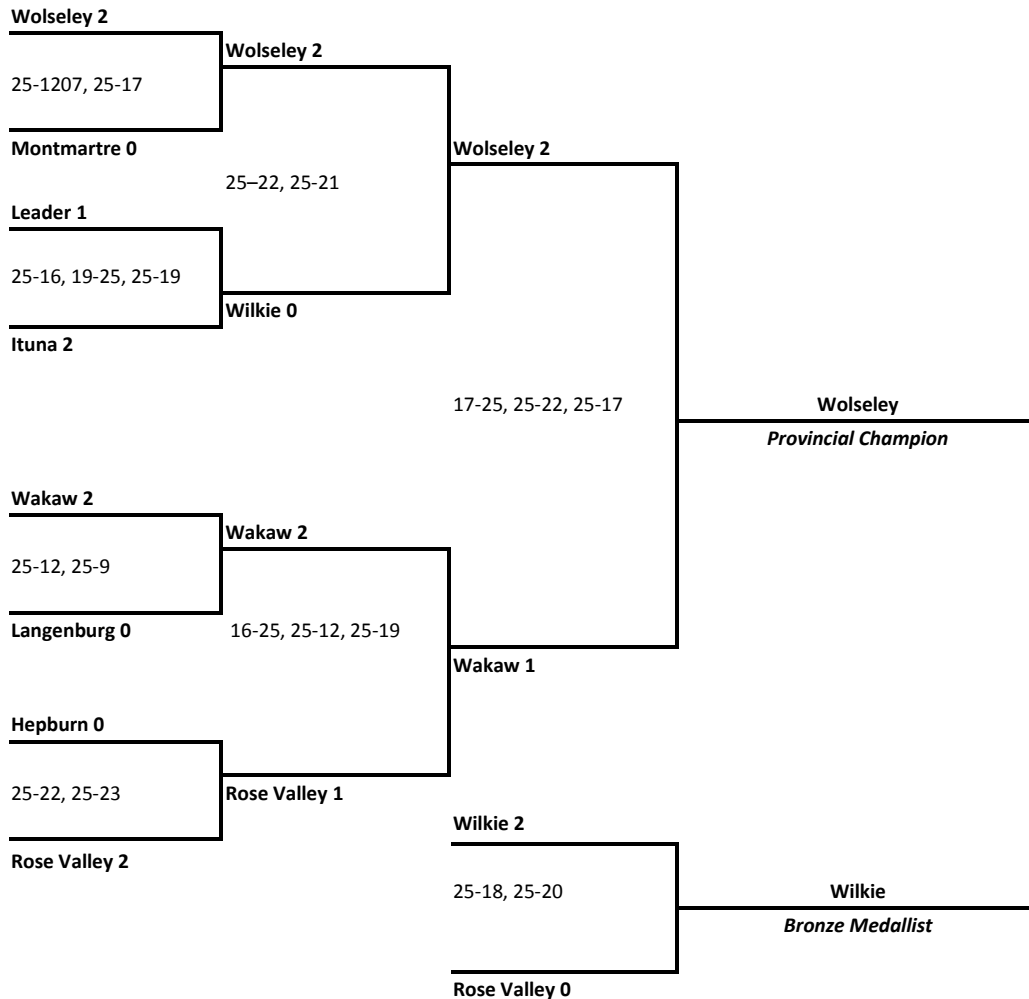 Wolseley 2
25-1207, 25-17
Montmartre 0
Leader 1
25-16, 19-25, 25-19
Ituna 2
Wakaw 2
25-12, 25-9
Langenburg 0
Hepburn 0
25-22, 25-23
Rose Valley 2
Wolseley 2
25–22, 25-21
Wilkie 0
Wakaw 2
16-25, 25-12, 25-19
Rose Valley 1
Wolseley 2
17-25, 25-22, 25-17
Wakaw 1
Wolseley
Provincial Champion
Wilkie 2
25-18, 25-20
Rose Valley 0
Wilkie
Bronze Medallist